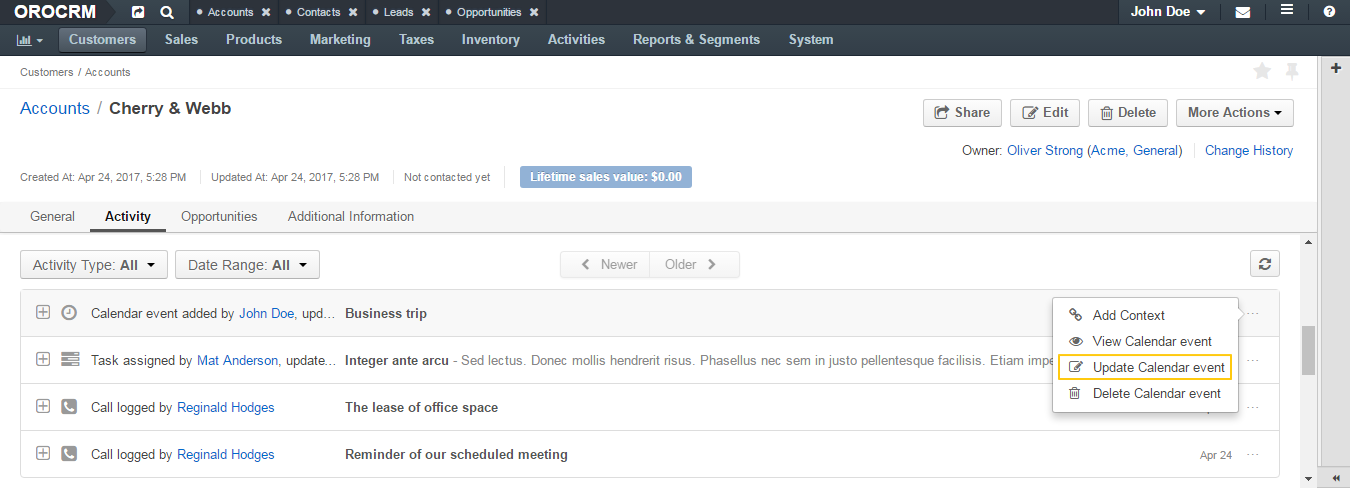 OROCRM Accounts Contacts Leads Opportunities John Doe
Customers Sales Products Marketing Taxes Inventory Activities Reports & Segments System
Customers / Accounts
Accounts / Cherry & Webb
Share Edit Delete More Actions
Owner: Oliver Strong (Acme, General) Change History
Created At: Apr 24, 2017, 5:28 PM Updated At: Apr 24, 2017, 5:28 PM Not contacted yet Lifetime sales value: $0.00
General Activity Opportunities Additional Information
Activity Type: All Date Range: All Newer Older
Calendar event added by John Doe, upd... Business trip
Add Context
View Calendar event
Update Calendar event
Delete Calendar event
Task assigned by Mat Anderson, update... Integer ante arcu - Sed lectus. Donec mollis hendrerit risus. Phasellus nec sem in justo pellentesque facilisis. Etiam impe
Call logged by Reginald Hodges The lease of office space
Call logged by Reginald Hodges Reminder of our scheduled meeting Apr 24